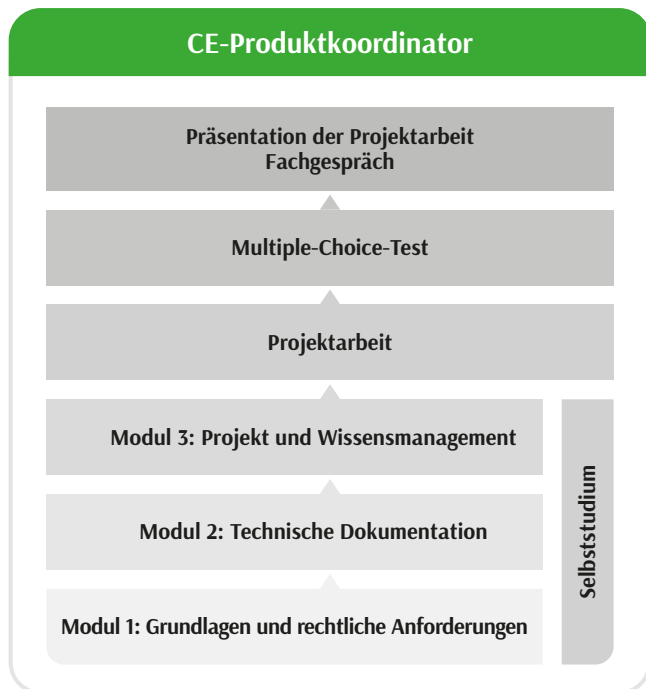 CE-Produktkoordinator
Präsentation der Projektarbeit
Fachgespräch
Multiple-Choice-Test
Projektarbeit
Modul 3: Projekt und Wissensmanagement
Modul 2: Technische Dokumentation
Modul 1: Grundlagen und rechtliche Anforderungen
Selbststudium